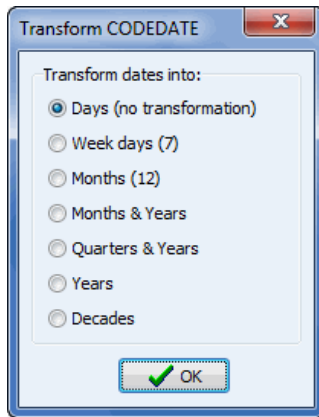 Transform CODEDATE
Transform dates into:
Days (no transformation)
Week days (7)
Months (12)
Months & Years
Quarters & Years
Years
Decades
OK